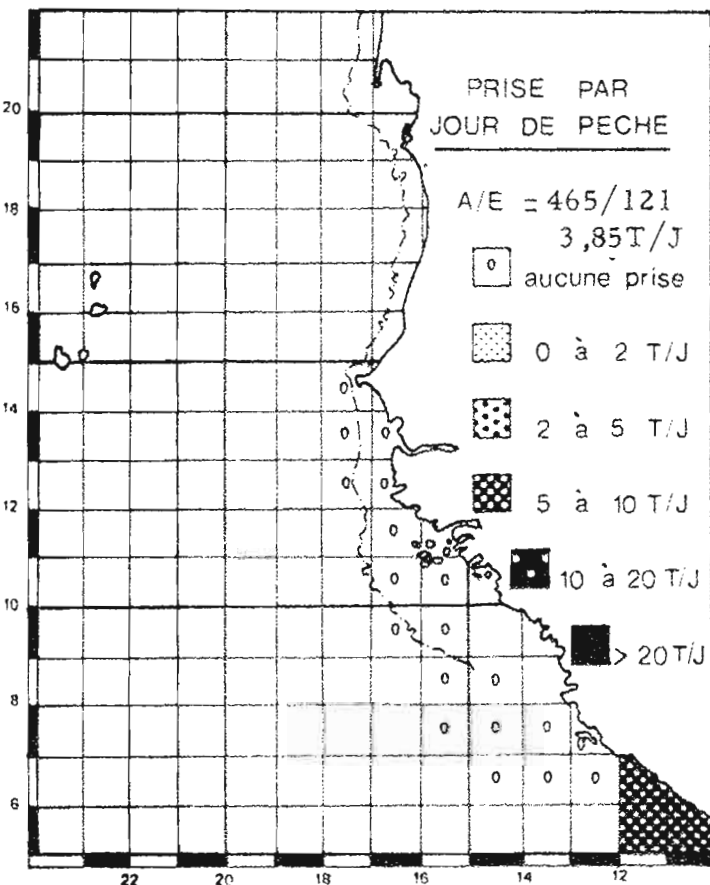 PRISE PAR
JOUR DE PECHE
A/E = 465/121
3,85T/J
aucune prise
0 à 2 T/J
2 à 5 T/J
5 à 10 T/J
10 à 20 T/J
> 20 T/J
20
18
16
14
12
10
8
6
22
20
18
16
14
12